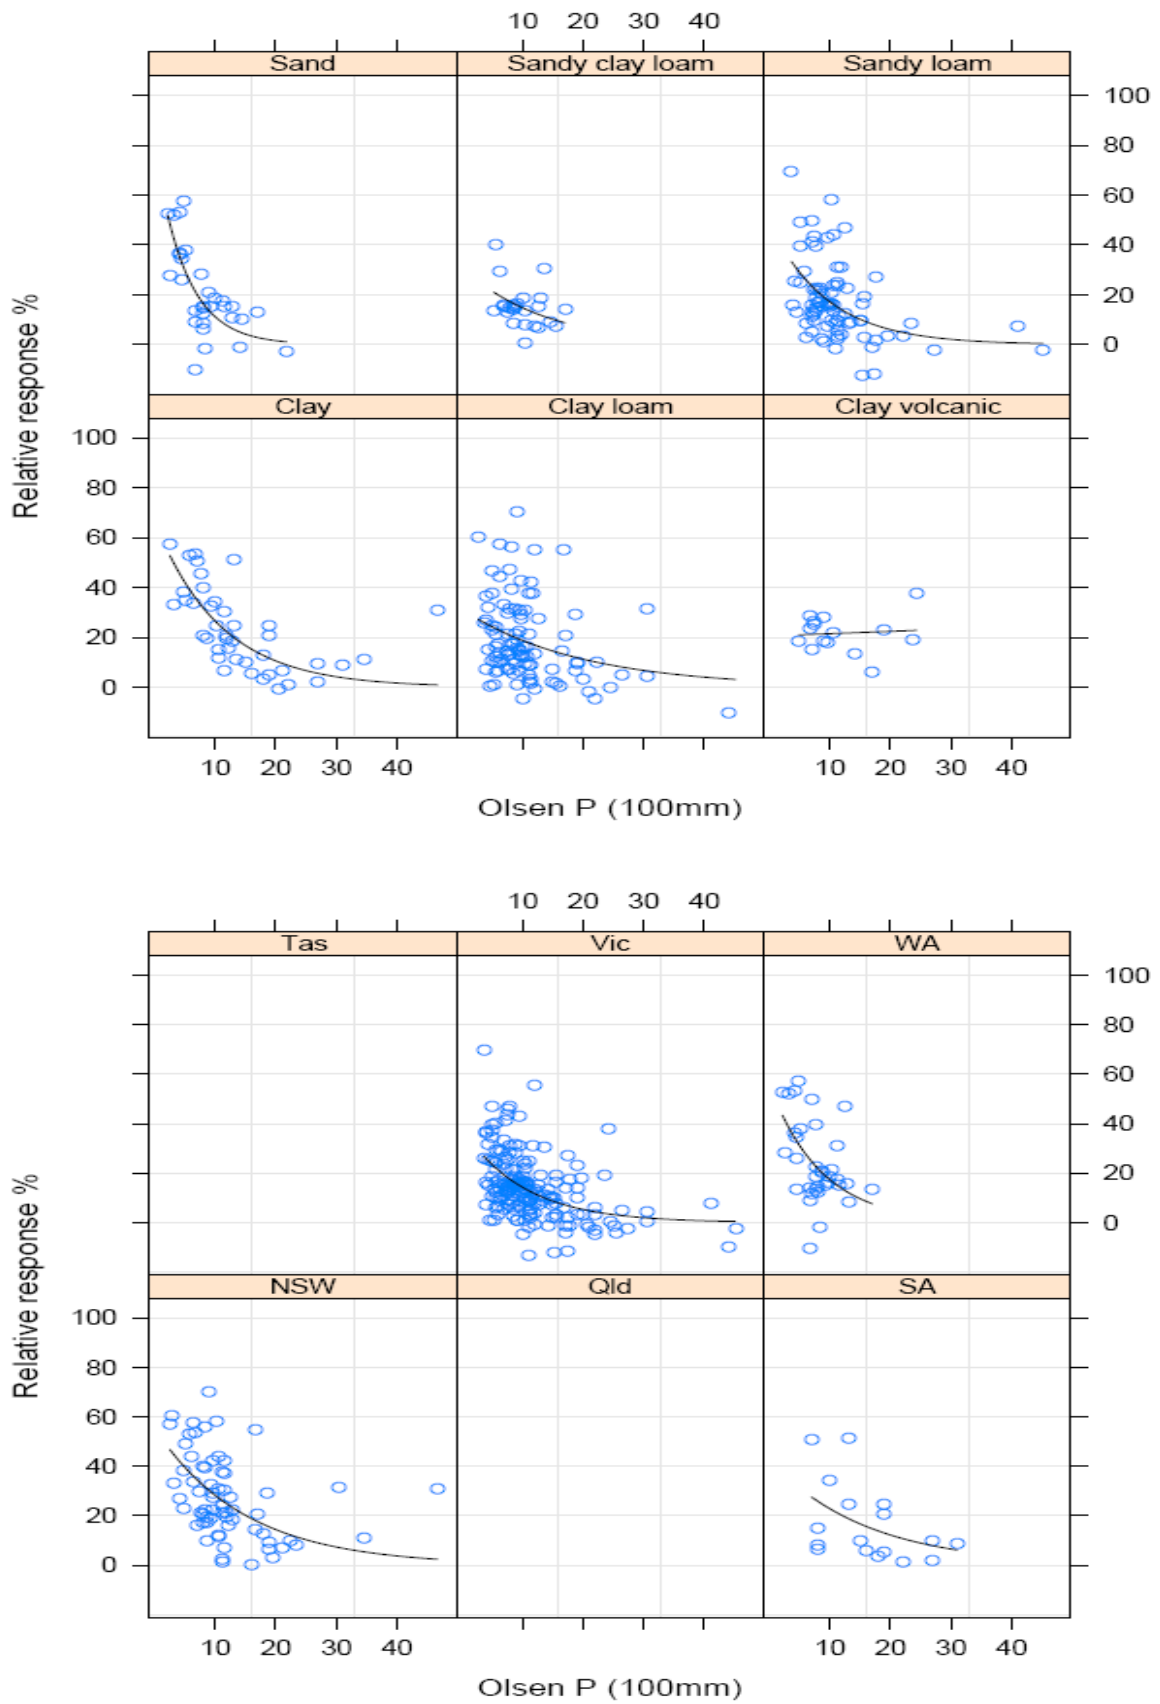 10 20 30 40
Sand Sandy clay loam Sandy loam
100
80
60
40
20
0
Relative response %
Clay Clay loam Clay volcanic
100
80
60
40
20
0
10 20 30 40 10 20 30 40
Olsen P (100mm)
10 20 30 40
Tas Vic WA
100
80
60
40
20
0
Relative response %
NSW Qld SA
100
80
60
40
20
0
10 20 30 40 10 20 30 40
Olsen P (100mm)